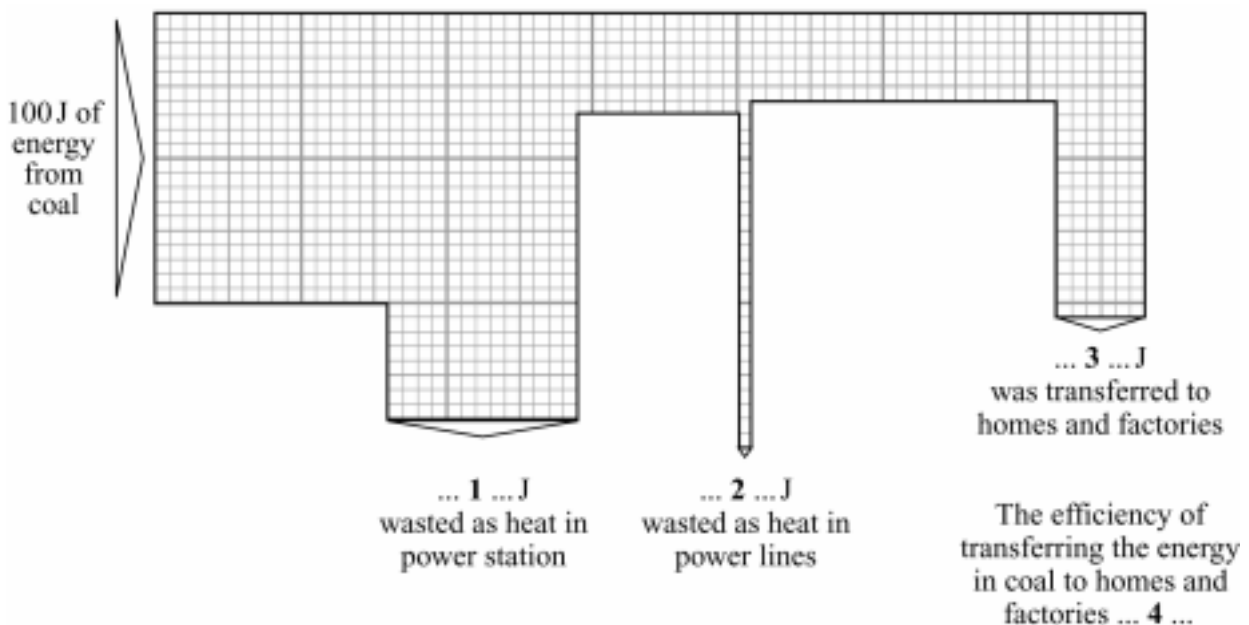 100 J of
energy
from
coal
... 3 ... J
was transferred to
homes and factories
... 1 ... J
wasted as heat in
power station
... 2 ... J
wasted as heat in
power lines
The efficiency of
transferring the energy
in coal to homes and
factories ... 4 ...